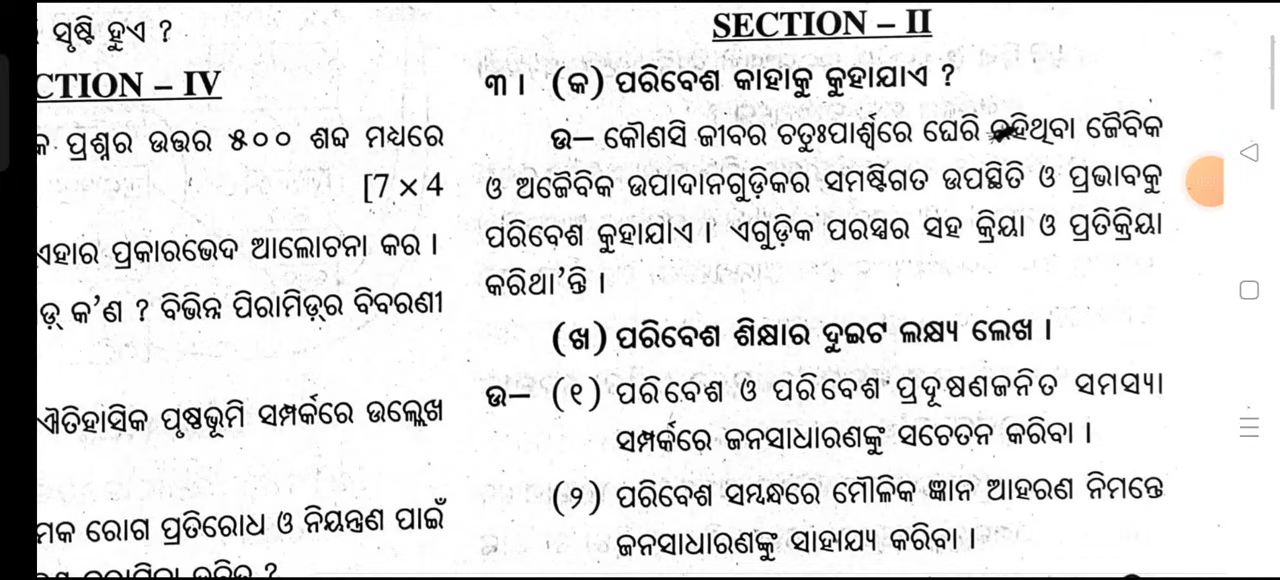 ସୃଷ୍ଟି ହୁଏ ?
CTION – IV
ପ୍ରଶ୍ନର ଉତ୍ତର ୫୦୦ ଶବ୍ଦ ମଧ୍ୟରେ
[7 × 4
ଏହାର ପ୍ରକାରଭେଦ ଆଲୋଚନା କର ।
ଡ୍ କ'ଣ ? ବିଭିନ୍ନ ପିରାମିଡ୍‌ର ବିବରଣୀ
ଐତିହାସିକ ପୃଷ୍ଠଭୂମି ସମ୍ପର୍କରେ ଉଲ୍ଲେଖ
ମକ ରୋଗ ପ୍ରତିରୋଧ ଓ ନିୟନ୍ତ୍ରଣ ପାଇଁ
SECTION – II
୩। (କ) ପରିବେଶ କାହାକୁ କୁହାଯାଏ ?
ଉ– କୌଣସି ଜୀବର ଚତୁଃପାର୍ଶ୍ୱରେ ଘେରି ରହିଥିବା ଜୈବିକ
ଓ ଅଜୈବିକ ଉପାଦାନଗୁଡ଼ିକର ସମଷ୍ଟିଗତ ଉପସ୍ଥିତି ଓ ପ୍ରଭାବକୁ
ପରିବେଶ କୁହାଯାଏ । ଏଗୁଡ଼ିକ ପରସ୍ପର ସହ କ୍ରିୟା ଓ ପ୍ରତିକ୍ରିୟା
କରିଥା'ନ୍ତି ।
(ଖ) ପରିବେଶ ଶିକ୍ଷାର ଦୁଇଟି ଲକ୍ଷ୍ୟ ଲେଖ ।
ଉ– (୧) ପରିବେଶ ଓ ପରିବେଶ ପ୍ରଦୂଷଣଜନିତ ସମସ୍ୟା
ସମ୍ପର୍କରେ ଜନସାଧାରଣଙ୍କୁ ସଚେତନ କରିବା ।
(୨) ପରିବେଶ ସମ୍ବନ୍ଧରେ ମୌଳିକ ଜ୍ଞାନ ଆହରଣ ନିମନ୍ତେ
ଜନସାଧାରଣଙ୍କୁ ସାହାଯ୍ୟ କରିବା ।